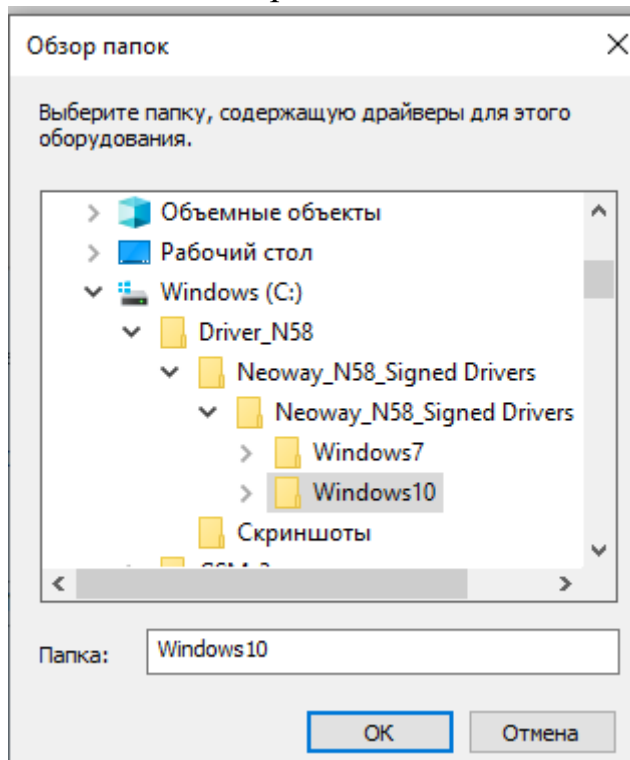 Обзор папок
Выберите папку, содержащую драйверы для этого
оборудования.
Объемные объекты
Рабочий стол
Windows (C:)
Driver_N58
Neoway_N58_Signed Drivers
Neoway_N58_Signed Drivers
Windows7
Windows10
Скриншоты
Папка: Windows10
ОК Отмена